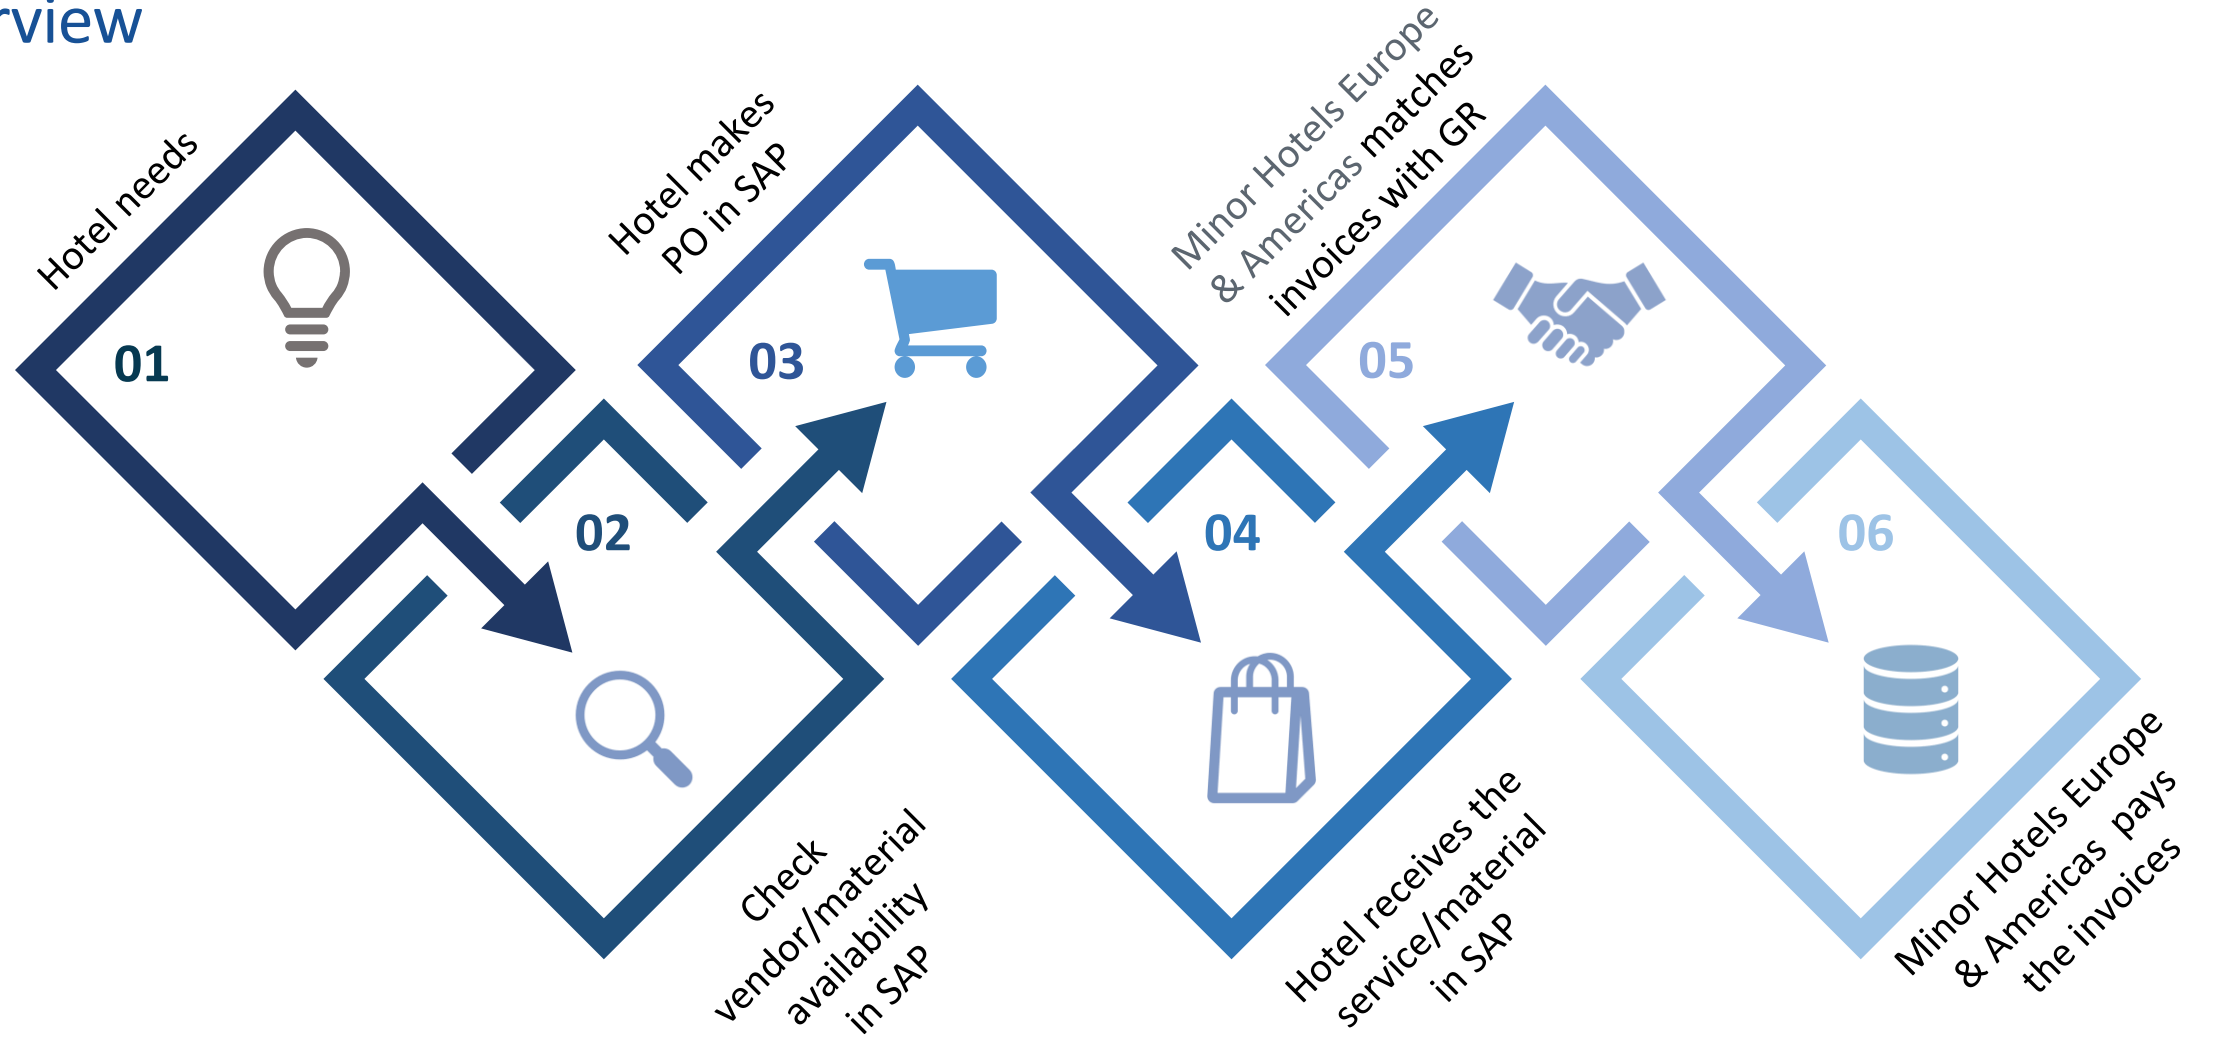 rview
01
Hotel needs
02
Check
vendor/material
availability
in SAP
03
Hotel makes
PO in SAP
04
Hotel receives the
service/material
in SAP
05
Minor Hotels Europe
& Americas matches
invoices with GR
06
Minor Hotels Europe
& Americas pays
the invoices